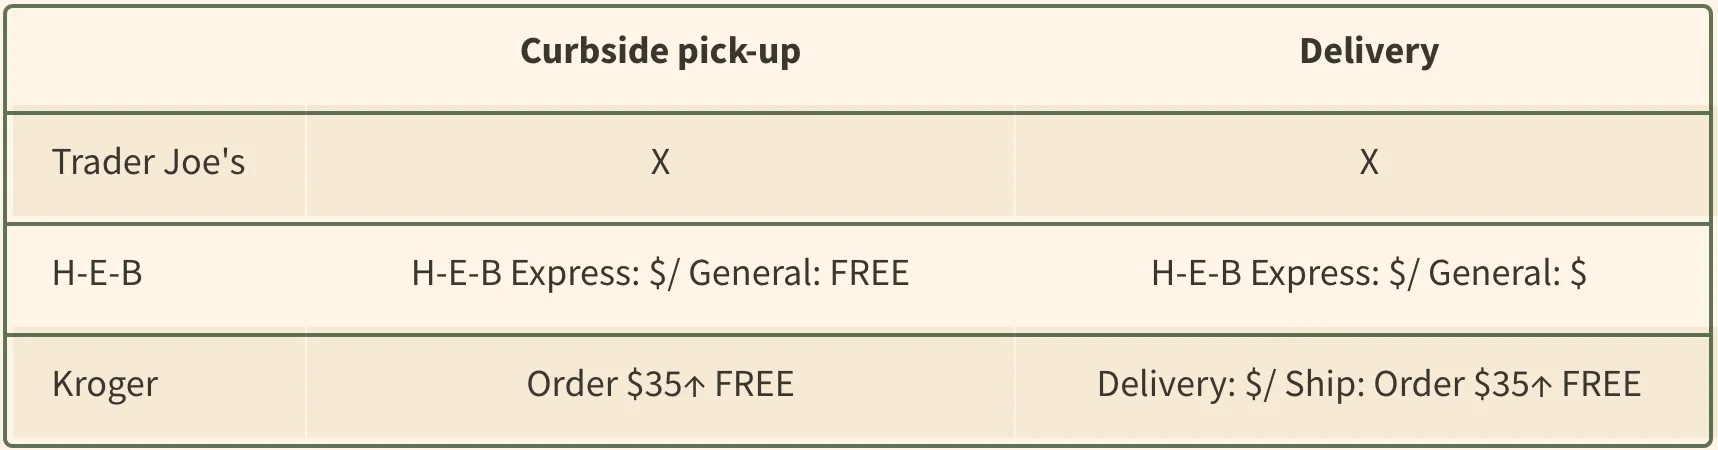 Curbside pick-up Delivery
Trader Joe's X X
H-E-B H-E-B Express: $/ General: FREE H-E-B Express: $/ General: $
Kroger Order $35↑ FREE Delivery: $/ Ship: Order $35↑ FREE